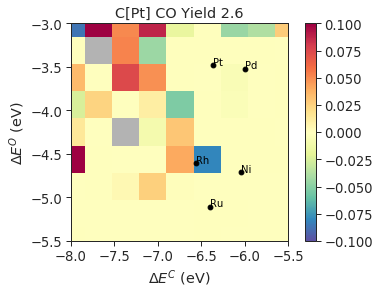 C[Pt] CO Yield 2.6
ΔE^O (eV)
-3.0
-3.5
-4.0
-4.5
-5.0
-5.5
Pt
Pd
Rh
Ni
Ru
-8.0 -7.5 -7.0 -6.5 -6.0 -5.5
ΔE^C (eV)
0.100
0.075
0.050
0.025
0.000
-0.025
-0.050
-0.075
-0.100